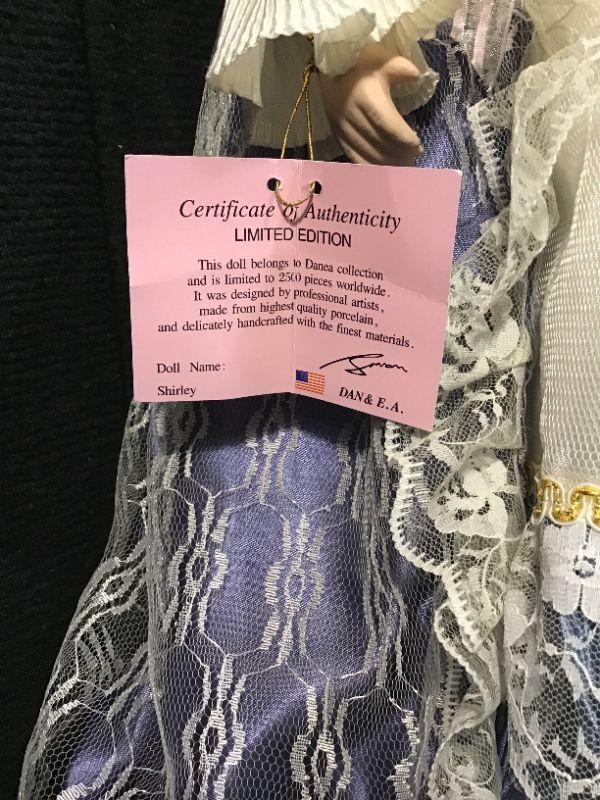 Certificate of Authenticity
LIMITED EDITION
This doll belongs to Danea collection
and is limited to 2500 pieces worldwide.
It was designed by professional artists,
made from highest quality porcelain,
and delicately handcrafted with the finest materials.
Doll Name:
Shirley
DAN & E.A.